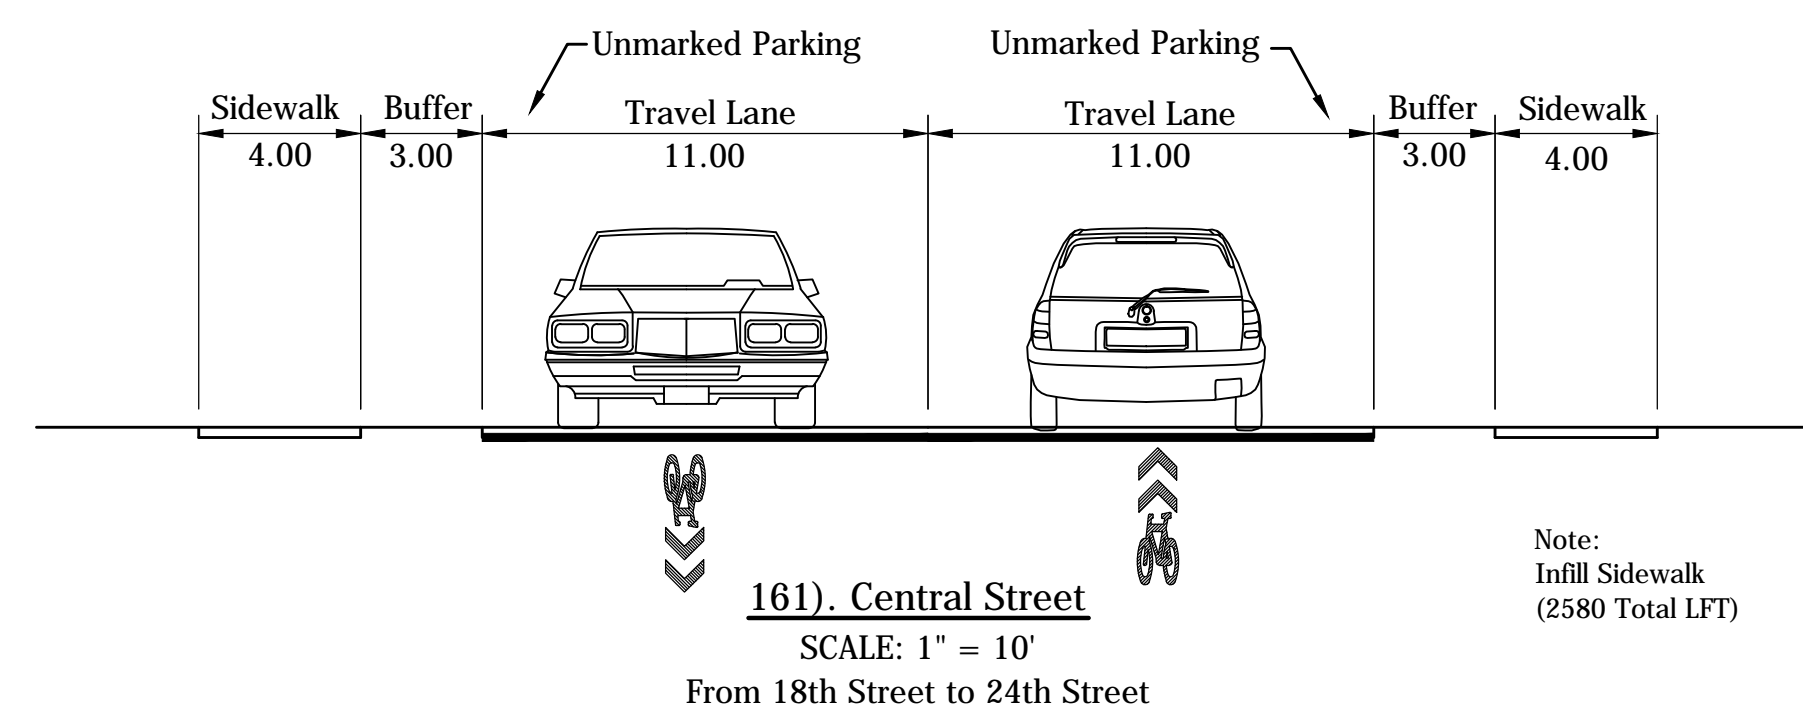 Unmarked Parking
Unmarked Parking
Sidewalk
Buffer
Travel Lane
Travel Lane
Buffer
Sidewalk
4.00
3.00
11.00
11.00
3.00
4.00
Note:
Infill Sidewalk
(2580 Total LFT)
161). Central Street
SCALE: 1" = 10'
From 18th Street to 24th Street